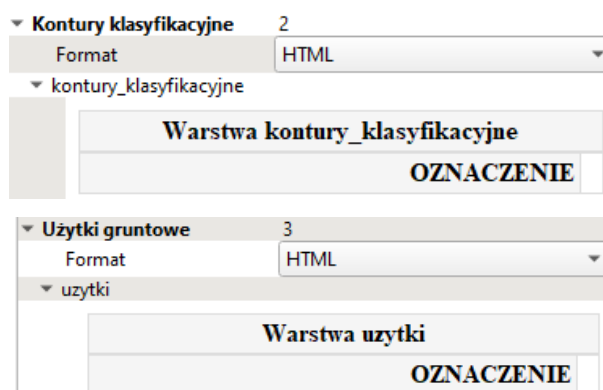 Kontury klasyfikacyjne 2
Format HTML
kontury_klasyfikacyjne
Warstwa kontury_klasyfikacyjne
OZNACZENIE
Użytki gruntowe 3
Format HTML
uzytki
Warstwa uzytki
OZNACZENIE